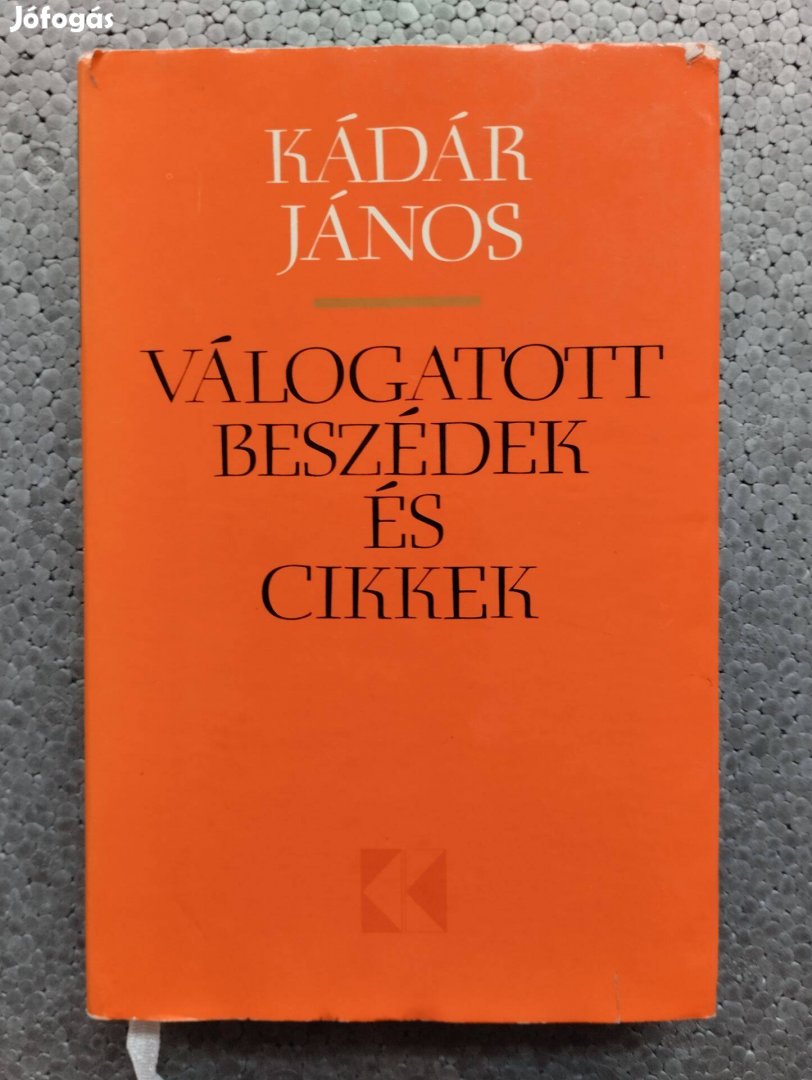 Jófogás
KÁDÁR
JÁNOS
VÁLOGATOTT
BESZÉDEK
ÉS
CIKKEK